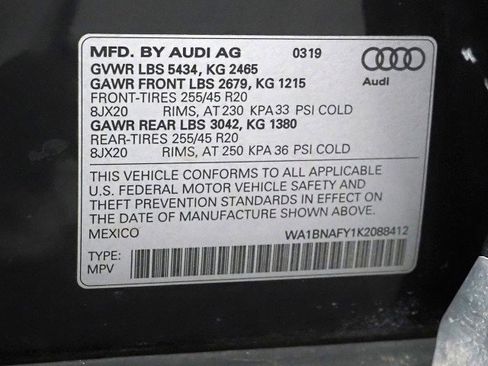 MFD. BY AUDI AG 0319
GVWR LBS 5434, KG 2465
GAWR FRONT LBS 2679, KG 1215
Audi
FRONT-TIRES 255/45 R20
8JX20 RIMS, AT 230 KPA 33 PSI COLD
GAWR REAR LBS 3042, KG 1380
REAR-TIRES 255/45 R20
8JX20 RIMS, AT 250 KPA 36 PSI COLD
THIS VEHICLE CONFORMS TO ALL APPLICABLE
U.S. FEDERAL MOTOR VEHICLE SAFETY AND
THEFT PREVENTION STANDARDS IN EFFECT ON
THE DATE OF MANUFACTURE SHOWN ABOVE.
MEXICO WA1BNAFY1K2088412
TYPE:
MPV